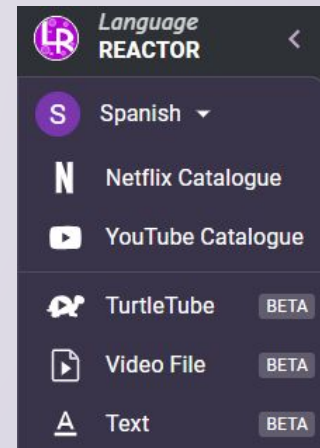 LR
Language
REACTOR
S
Spanish
N
Netflix Catalogue
YouTube Catalogue
TurtleTube BETA
Video File BETA
A
Text BETA